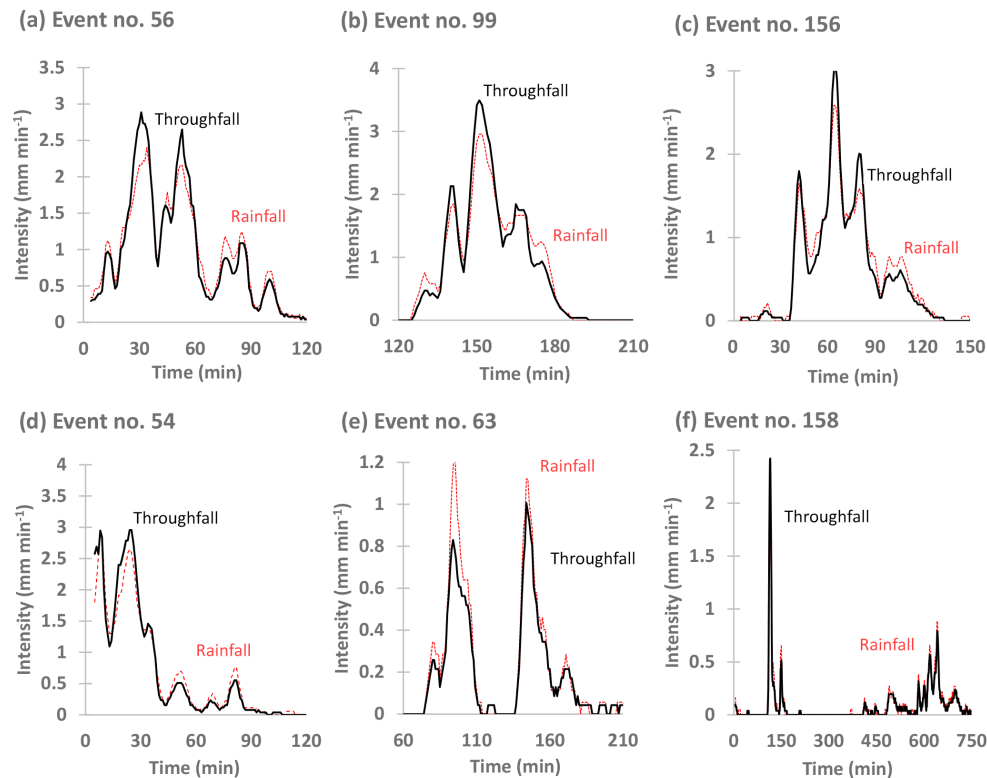 (a) Event no. 56
Intensity (mm min⁻¹)
3.5
3
2.5
2
1.5
1
0.5
0
Throughfall
Rainfall
0 30 60 90 120
Time (min)
(b) Event no. 99
Intensity (mm min⁻¹)
4
3
2
1
0
Throughfall
Rainfall
120 150 180 210
Time (min)
(c) Event no. 156
Intensity (mm min⁻¹)
3
2
1
0
Throughfall
Rainfall
0 30 60 90 120 150
Time (min)
(d) Event no. 54
Intensity (mm min⁻¹)
4
3.5
3
2.5
2
1.5
1
0.5
0
Throughfall
Rainfall
0 30 60 90 120
Time (min)
(e) Event no. 63
Intensity (mm min⁻¹)
1.2
1
0.8
0.6
0.4
0.2
0
Rainfall
Throughfall
60 110 160 210
Time (min)
(f) Event no. 158
Intensity (mm min⁻¹)
2.5
2
1.5
1
0.5
0
Throughfall
Rainfall
0 150 300 450 600 750
Time (min)